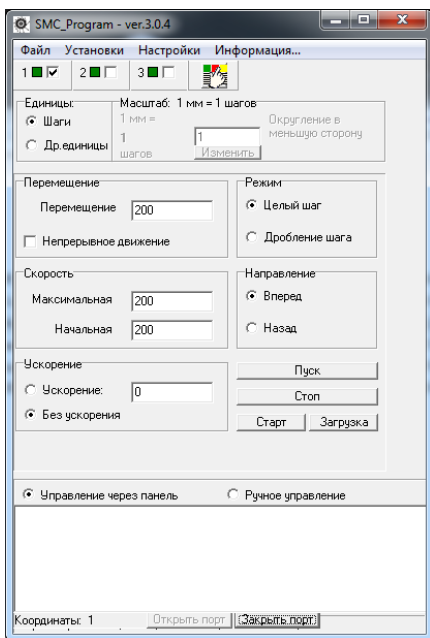 SMC_Program - ver.3.0.4
Файл Установки Настройки Информация...
1 2 3
Единицы:
Шаги
Др.единицы
Масштаб: 1 мм = 1 шагов
1 мм =
1
шагов
1
Изменить
Округление в
меньшую сторону
Перемещение
Перемещение 200
Непрерывное движение
Режим
Целый шаг
Дробление шага
Скорость
Максимальная 200
Начальная 200
Направление
Вперед
Назад
Ускорение
Ускорение: 0
Без ускорения
Пуск
Стоп
Старт Загрузка
Управление через панель Ручное управление
Координаты: 1 Открыть порт Закрыть порт